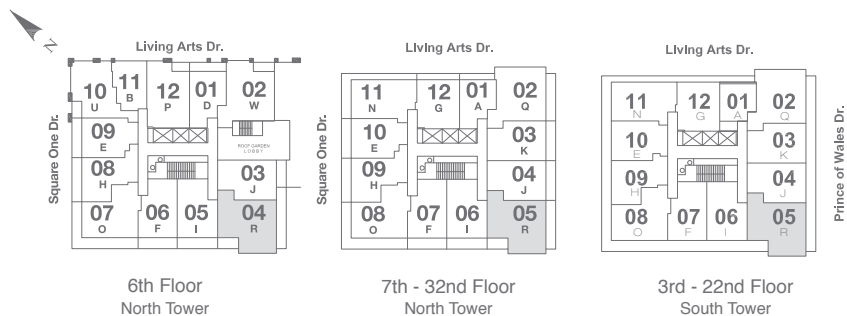 N
Living Arts Dr.
Square One Dr.
10
U
11
B
12
P
01
D
02
W
09
E
ROOF GARDEN
LOBBY
08
H
03
J
07
O
06
F
05
I
04
R
6th Floor
North Tower
Living Arts Dr.
Square One Dr.
11
N
12
G
01
A
02
Q
10
E
03
K
09
H
04
J
08
O
07
F
06
I
05
R
7th - 32nd Floor
North Tower
Living Arts Dr.
Prince of Wales Dr.
11
N
12
G
01
A
02
Q
10
E
03
K
09
H
04
J
08
O
07
F
06
I
05
R
3rd - 22nd Floor
South Tower